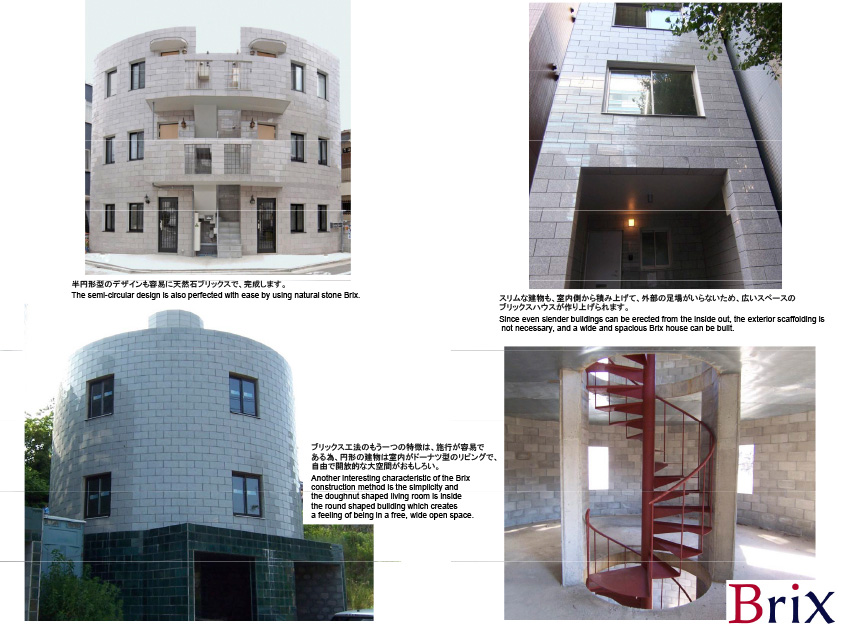 半円形型のデザインも容易に天然石ブリックスで、完成します。
The semi-circular design is also perfected with ease by using natural stone Brix.
スリムな建物も、室内側から積み上げて、外部の足場がいらないため、広いスペースの
ブリックスハウスが作り上げられます。
Since even slender buildings can be erected from the inside out, the exterior scaffolding is
not necessary, and a wide and spacious Brix house can be built.
ブリックス工法のもう一つの特徴は、施行が容易で
ある為、円形の建物は室内がドーナツ型のリビングで、
自由で開放的な大空間がおもしろい。
Another interesting characteristic of the Brix
construction method is the simplicity and
the doughnut shaped living room is inside
the round shaped building which creates
a feeling of being in a free, wide open space.
Brix